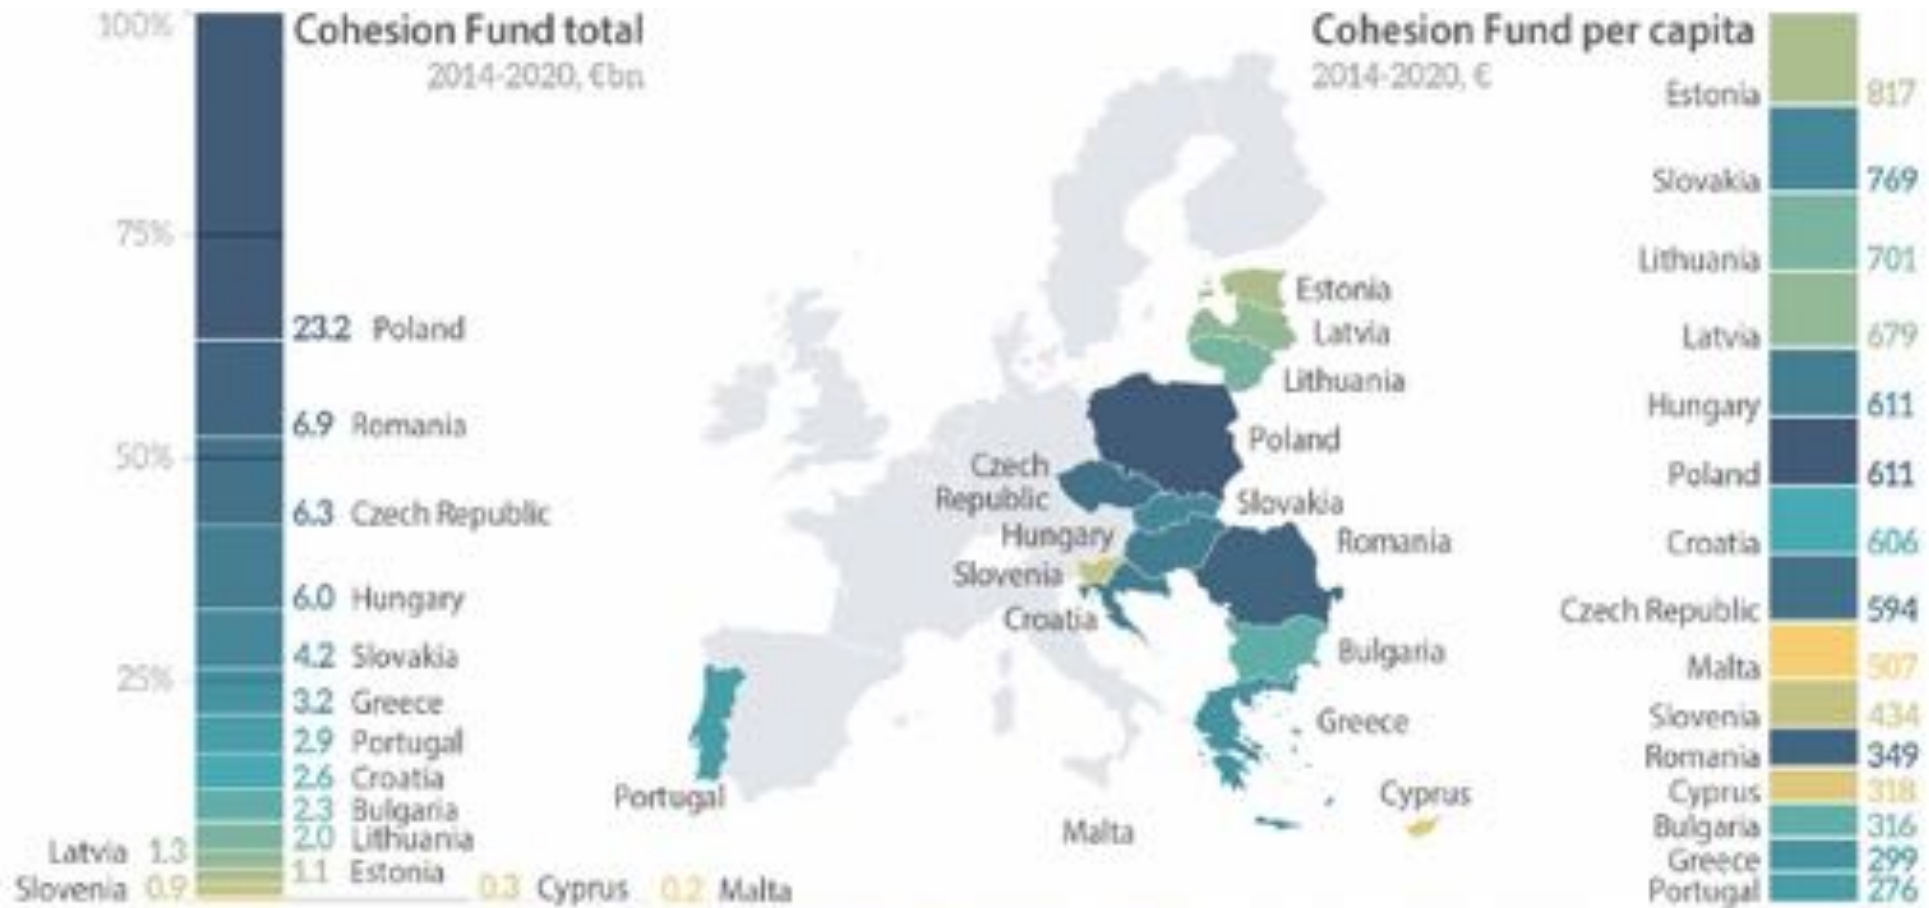 Cohesion Fund total
2014-2020, €bn
100%
75%
50%
25%
23.2 Poland
6.9 Romania
6.3 Czech Republic
6.0 Hungary
4.2 Slovakia
3.2 Greece
2.9 Portugal
2.6 Croatia
2.3 Bulgaria
2.0 Lithuania
Latvia 1.3
1.1 Estonia
Slovenia 0.9
0.3 Cyprus
0.2 Malta
Estonia
Latvia
Lithuania
Poland
Czech
Republic
Slovakia
Hungary
Romania
Slovenia
Croatia
Bulgaria
Greece
Portugal
Cyprus
Malta
Cohesion Fund per capita
2014-2020, €
Estonia 817
Slovakia 769
Lithuania 701
Latvia 679
Hungary 611
Poland 611
Croatia 606
Czech Republic 594
Malta 507
Slovenia 434
Romania 349
Cyprus 318
Bulgaria 316
Greece 299
Portugal 276